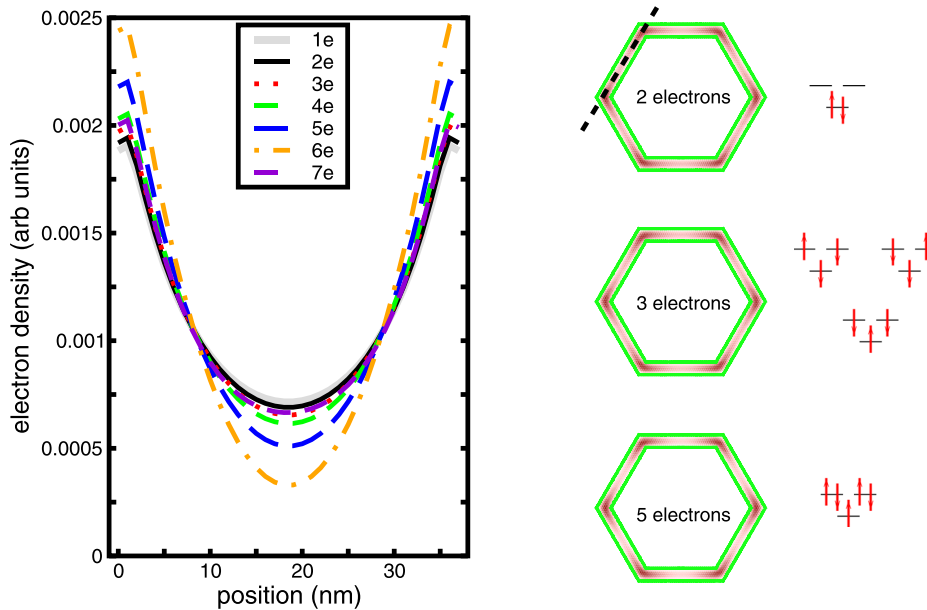 0.0025
0.002
0.0015
0.001
0.0005
0
electron density (arb units)
1e
2e
3e
4e
5e
6e
7e
0
10
20
30
position (nm)
2 electrons
3 electrons
5 electrons